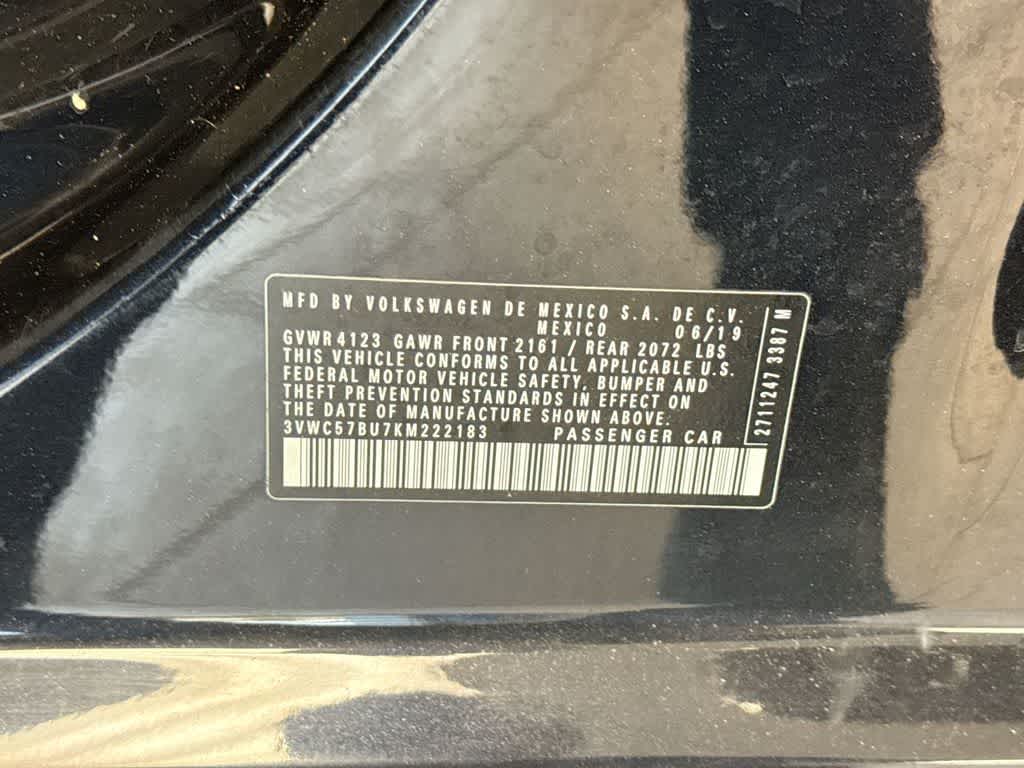 MFD BY VOLKSWAGEN DE MEXICO S.A. DE C.V.
MEXICO 06/19
GVWR 4123 GAWR FRONT 2161 / REAR 2072 LBS
THIS VEHICLE CONFORMS TO ALL APPLICABLE U.S.
FEDERAL MOTOR VEHICLE SAFETY, BUMPER AND
THEFT PREVENTION STANDARDS IN EFFECT ON
THE DATE OF MANUFACTURE SHOWN ABOVE.
3VWC57BU7KM222183 PASSENGER CAR
2711247 3387 M